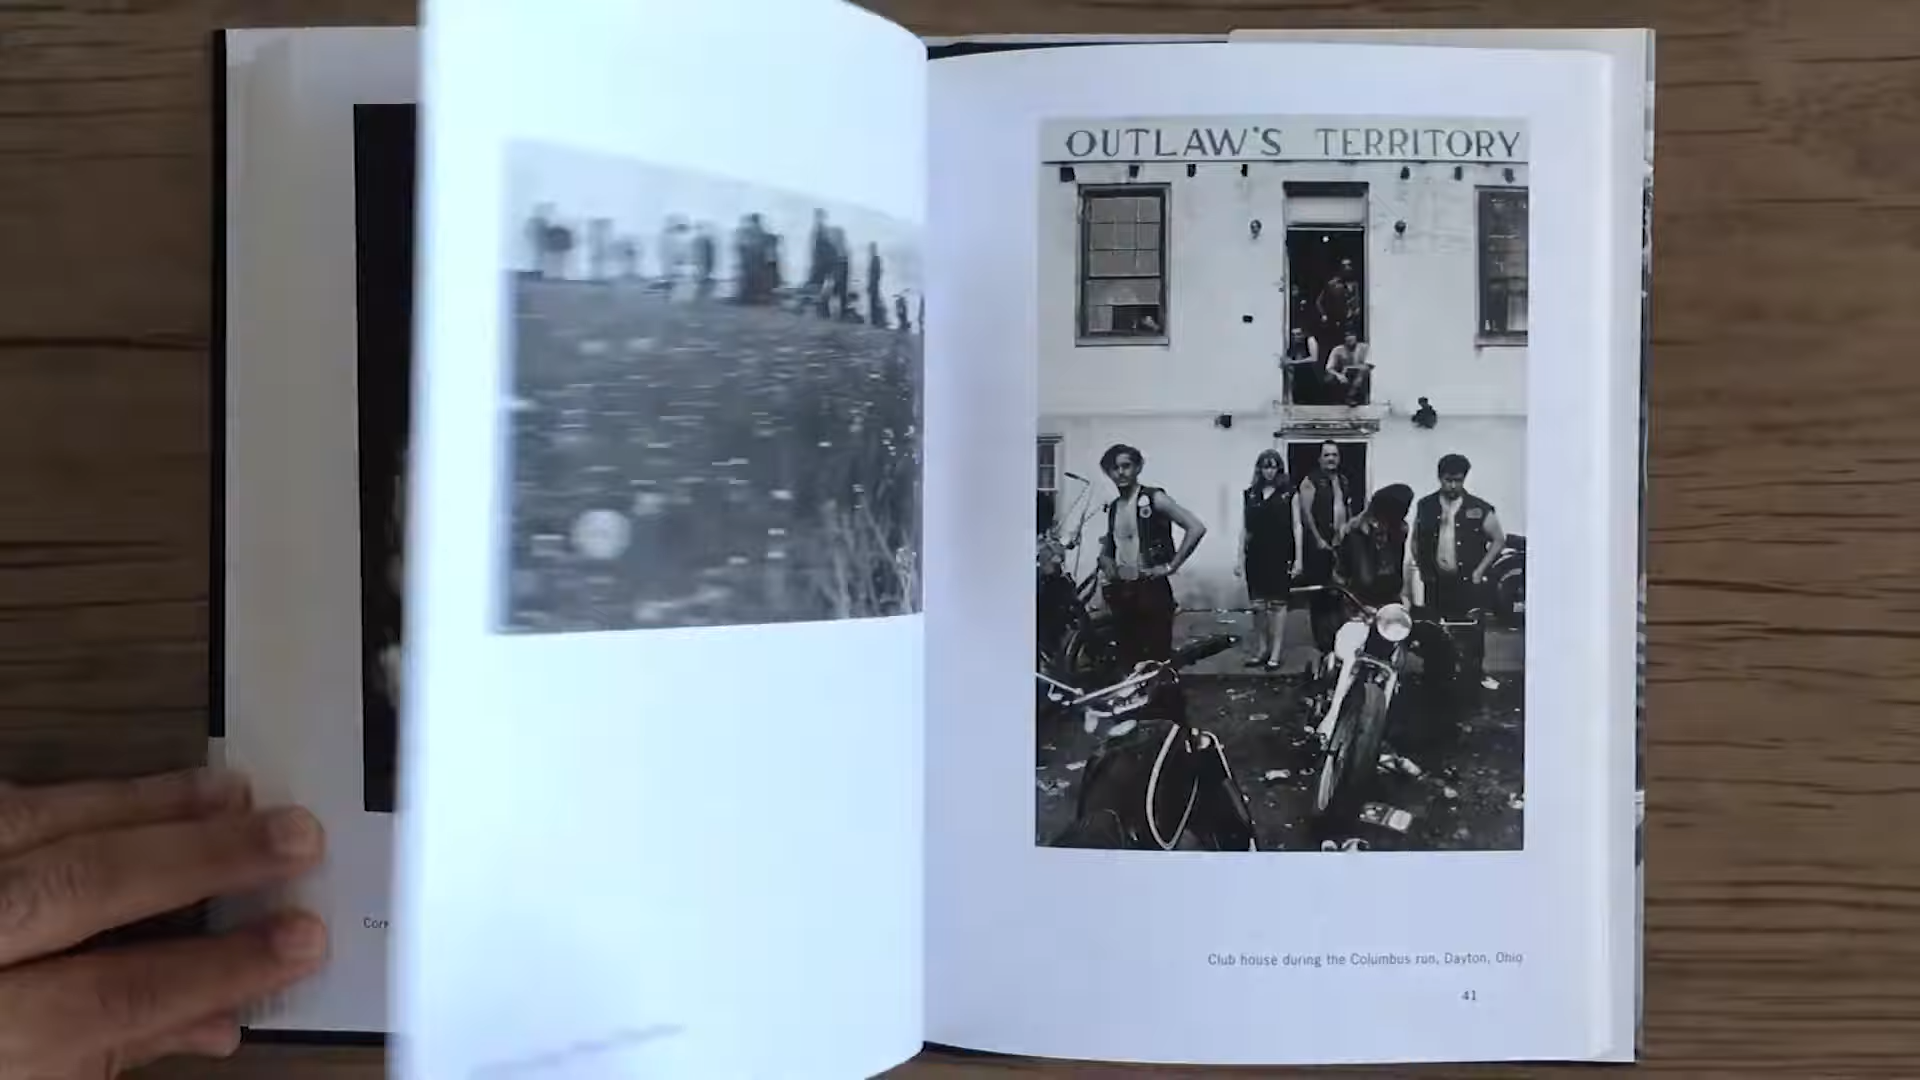 OUTLAW'S TERRITORY
Club house during the Columbus run, Dayton, Ohio
41